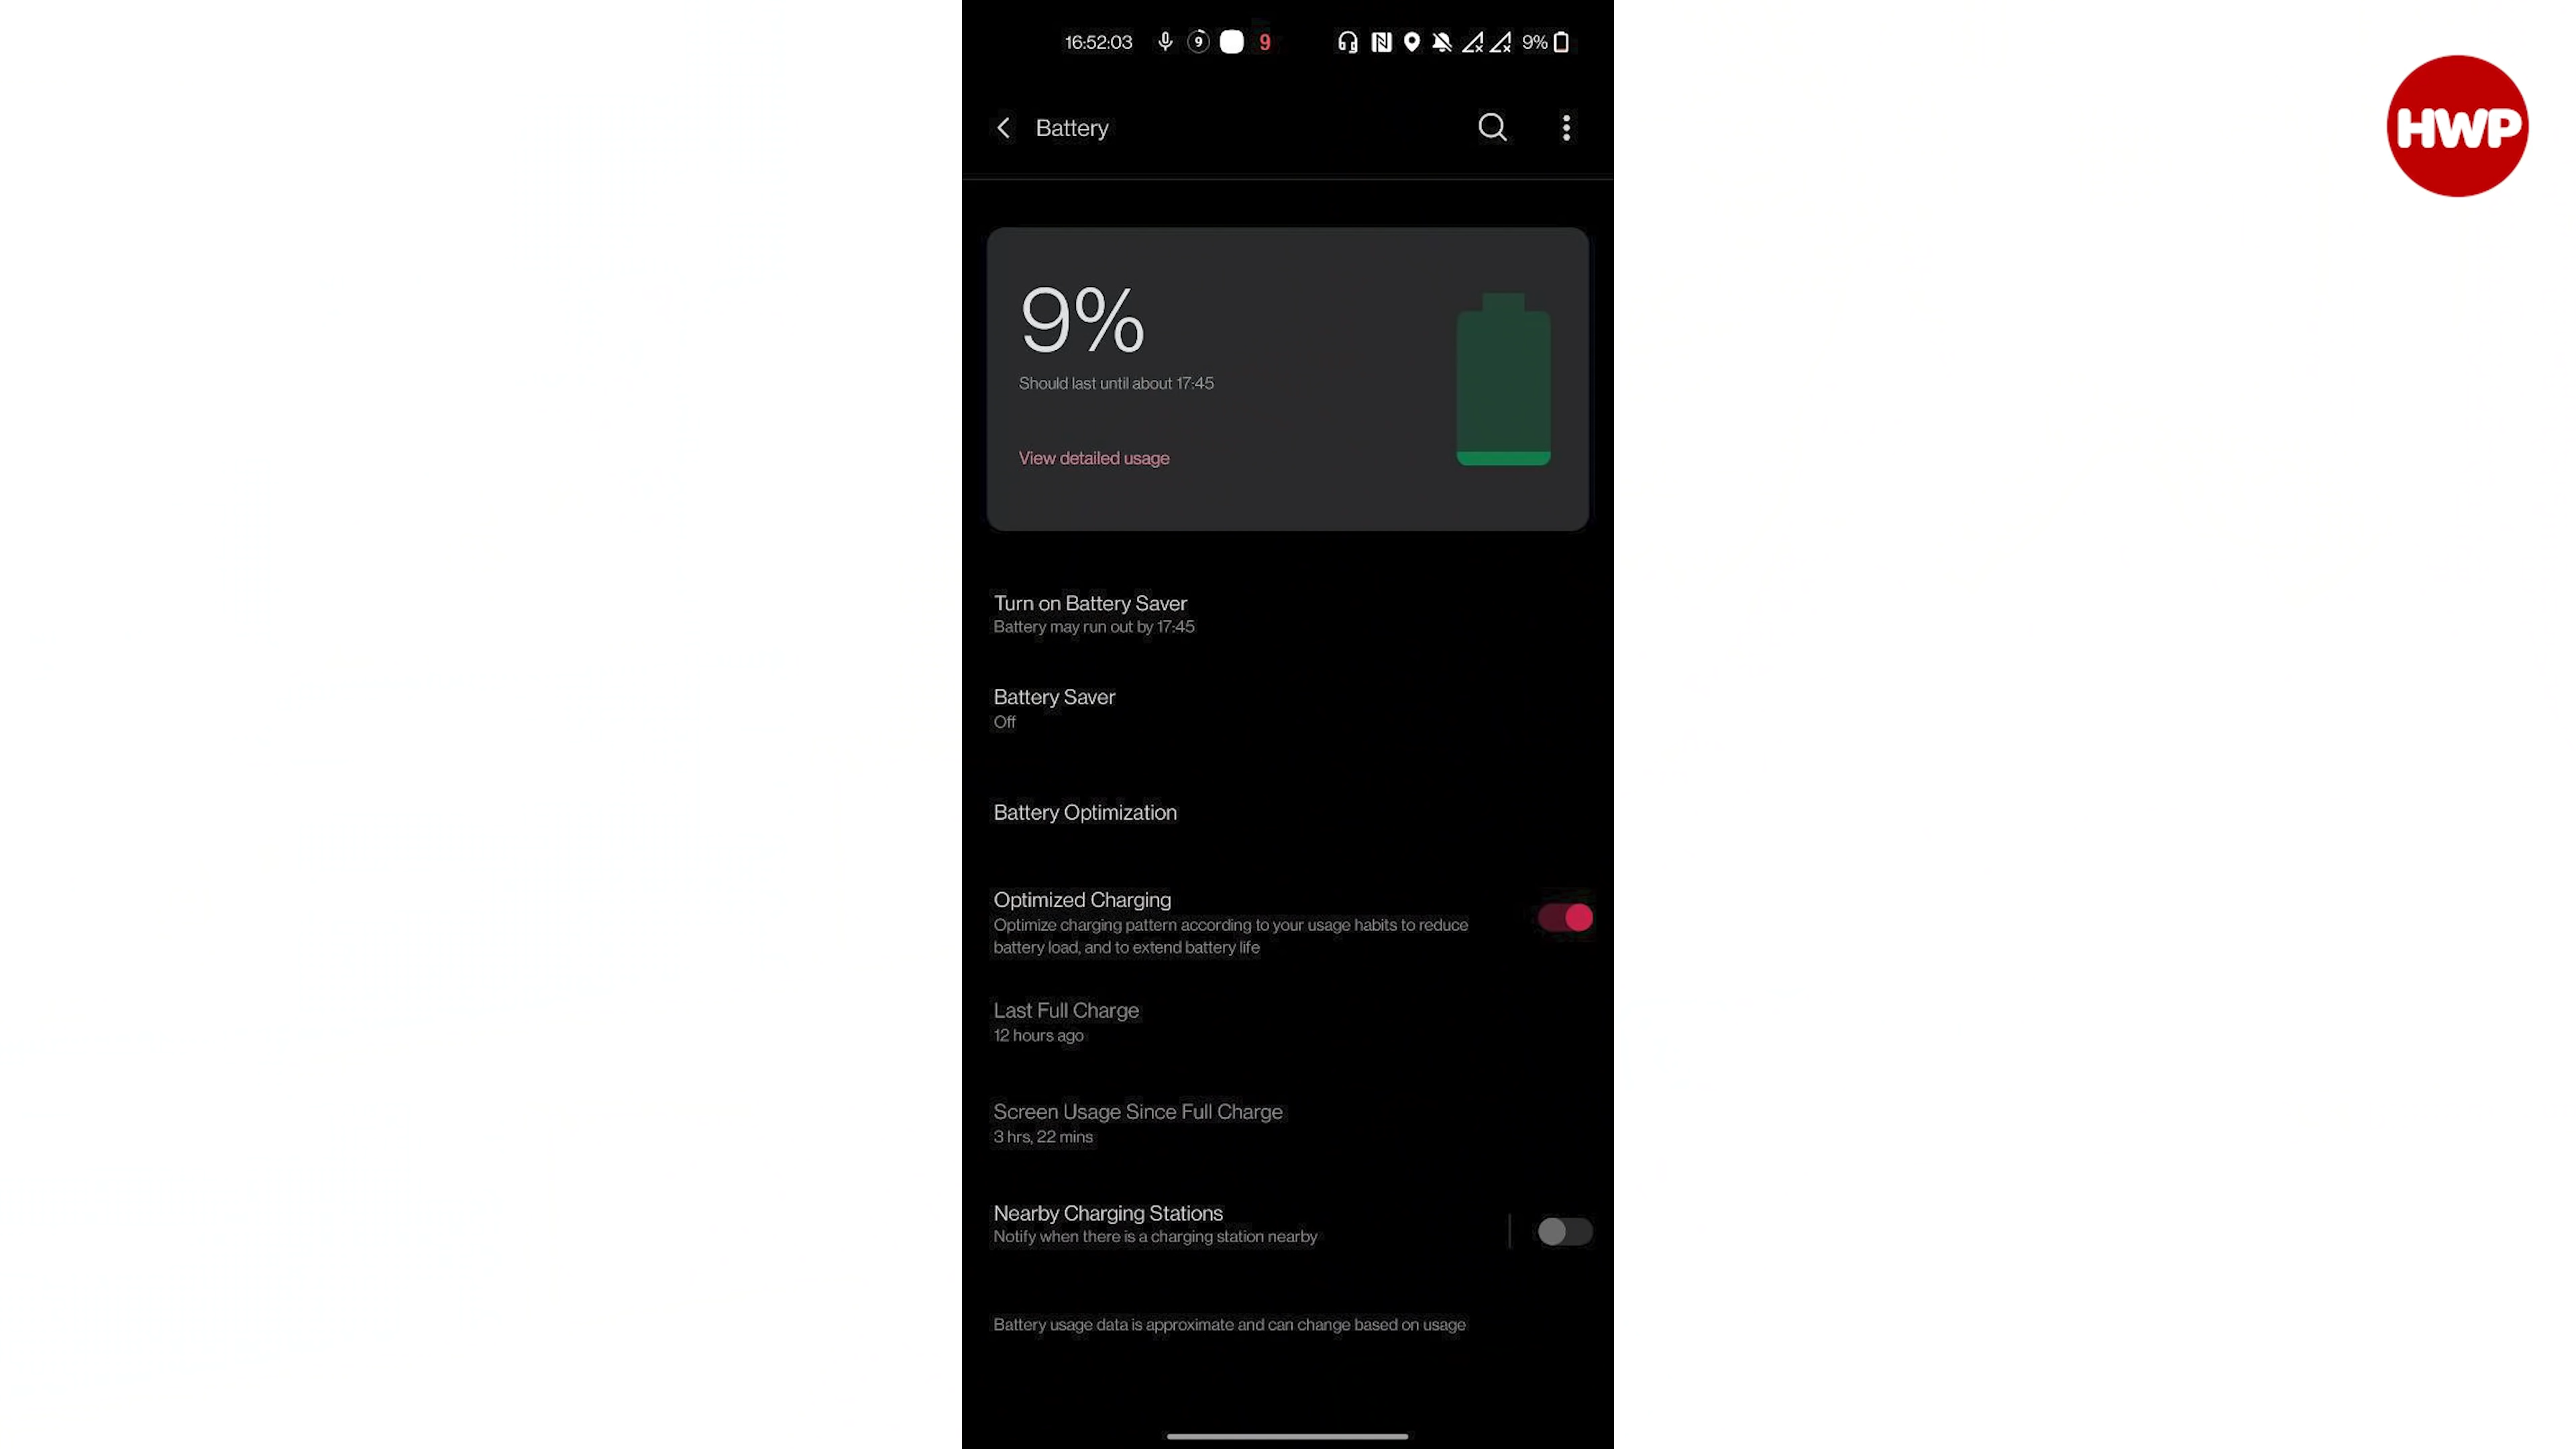 16:52:03 9 9 9%
HWP
Battery
9%
Should last until about 17:45
View detailed usage
Turn on Battery Saver
Battery may run out by 17:45
Battery Saver
Off
Battery Optimization
Optimized Charging
Optimize charging pattern according to your usage habits to reduce
battery load, and to extend battery life
Last Full Charge
12 hours ago
Screen Usage Since Full Charge
3 hrs, 22 mins
Nearby Charging Stations
Notify when there is a charging station nearby
Battery usage data is approximate and can change based on usage